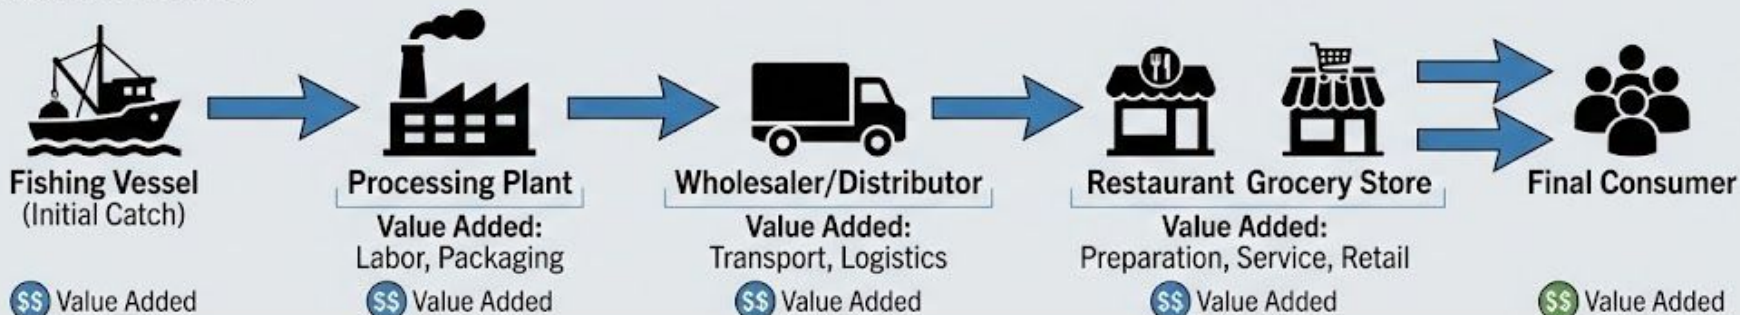 Fishing Vessel
(Initial Catch)
$$ Value Added
Processing Plant
Value Added:
Labor, Packaging
$$ Value Added
Wholesaler/Distributor
Value Added:
Transport, Logistics
$$ Value Added
Restaurant Grocery Store
Value Added:
Preparation, Service, Retail
$$ Value Added
Final Consumer
$$ Value Added